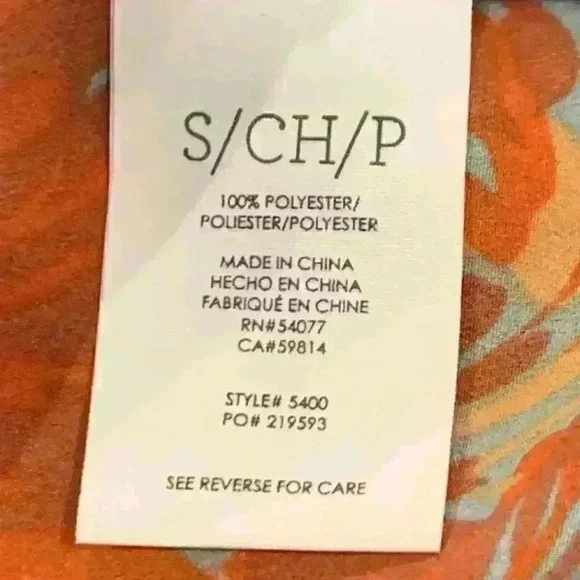 S/CH/P
100% POLYESTER/
POLIESTER/POLYESTER
MADE IN CHINA
HECHO EN CHINA
FABRIQUÉ EN CHINE
RN#54077
CA#59814
STYLE# 5400
PO# 219593
SEE REVERSE FOR CARE